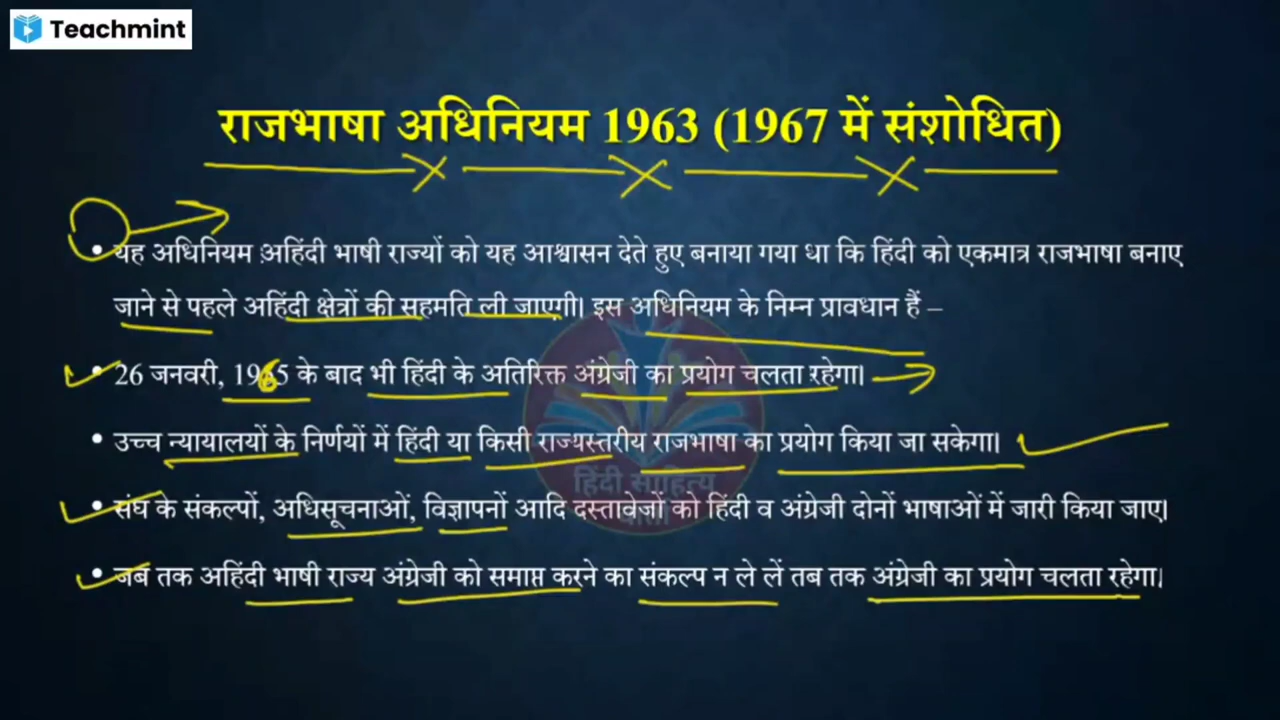 Teachmint
राजभाषा अधिनियम 1963 (1967 में संशोधित)
• यह अधिनियम अहिंदी भाषी राज्यों को यह आश्वासन देते हुए बनाया गया था कि हिंदी को एकमात्र राजभाषा बनाए
जाने से पहले अहिंदी क्षेत्रों की सहमति ली जाएगी। इस अधिनियम के निम्न प्रावधान हैं –
• 26 जनवरी, 1965 के बाद भी हिंदी के अतिरिक्त अंग्रेजी का प्रयोग चलता रहेगा।
• उच्च न्यायालयों के निर्णयों में हिंदी या किसी राज्यस्तरीय राजभाषा का प्रयोग किया जा सकेगा।
हिंदी साहित्य
• संघ के संकल्पों, अधिसूचनाओं, विज्ञापनों आदि दस्तावेजों को हिंदी व अंग्रेजी दोनों भाषाओं में जारी किया जाए।
• जब तक अहिंदी भाषी राज्य अंग्रेजी को समाप्त करने का संकल्प न ले लें तब तक अंग्रेजी का प्रयोग चलता रहेगा।